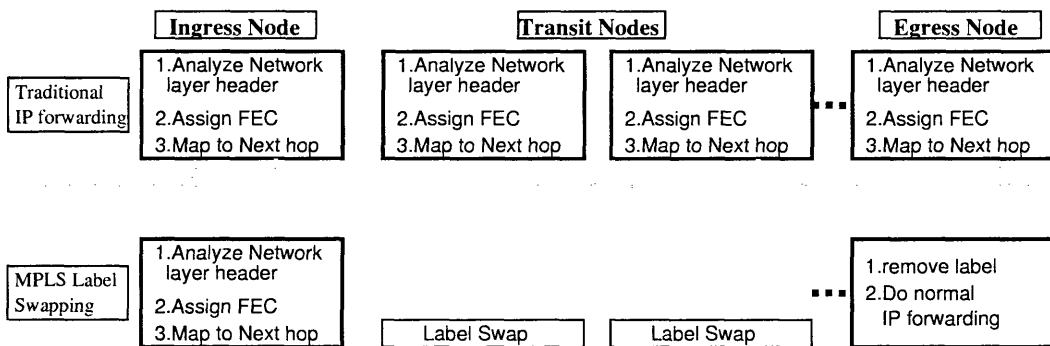 Ingress Node
Transit Nodes
Egress Node
Traditional
IP forwarding
1.Analyze Network
layer header
2.Assign FEC
3.Map to Next hop
1.Analyze Network
layer header
2.Assign FEC
3.Map to Next hop
1.Analyze Network
layer header
2.Assign FEC
3.Map to Next hop
1.Analyze Network
layer header
2.Assign FEC
3.Map to Next hop
MPLS Label
Swapping
1.Analyze Network
layer header
2.Assign FEC
3.Map to Next hop
Label Swap
Label Swap
1.remove label
2.Do normal
IP forwarding